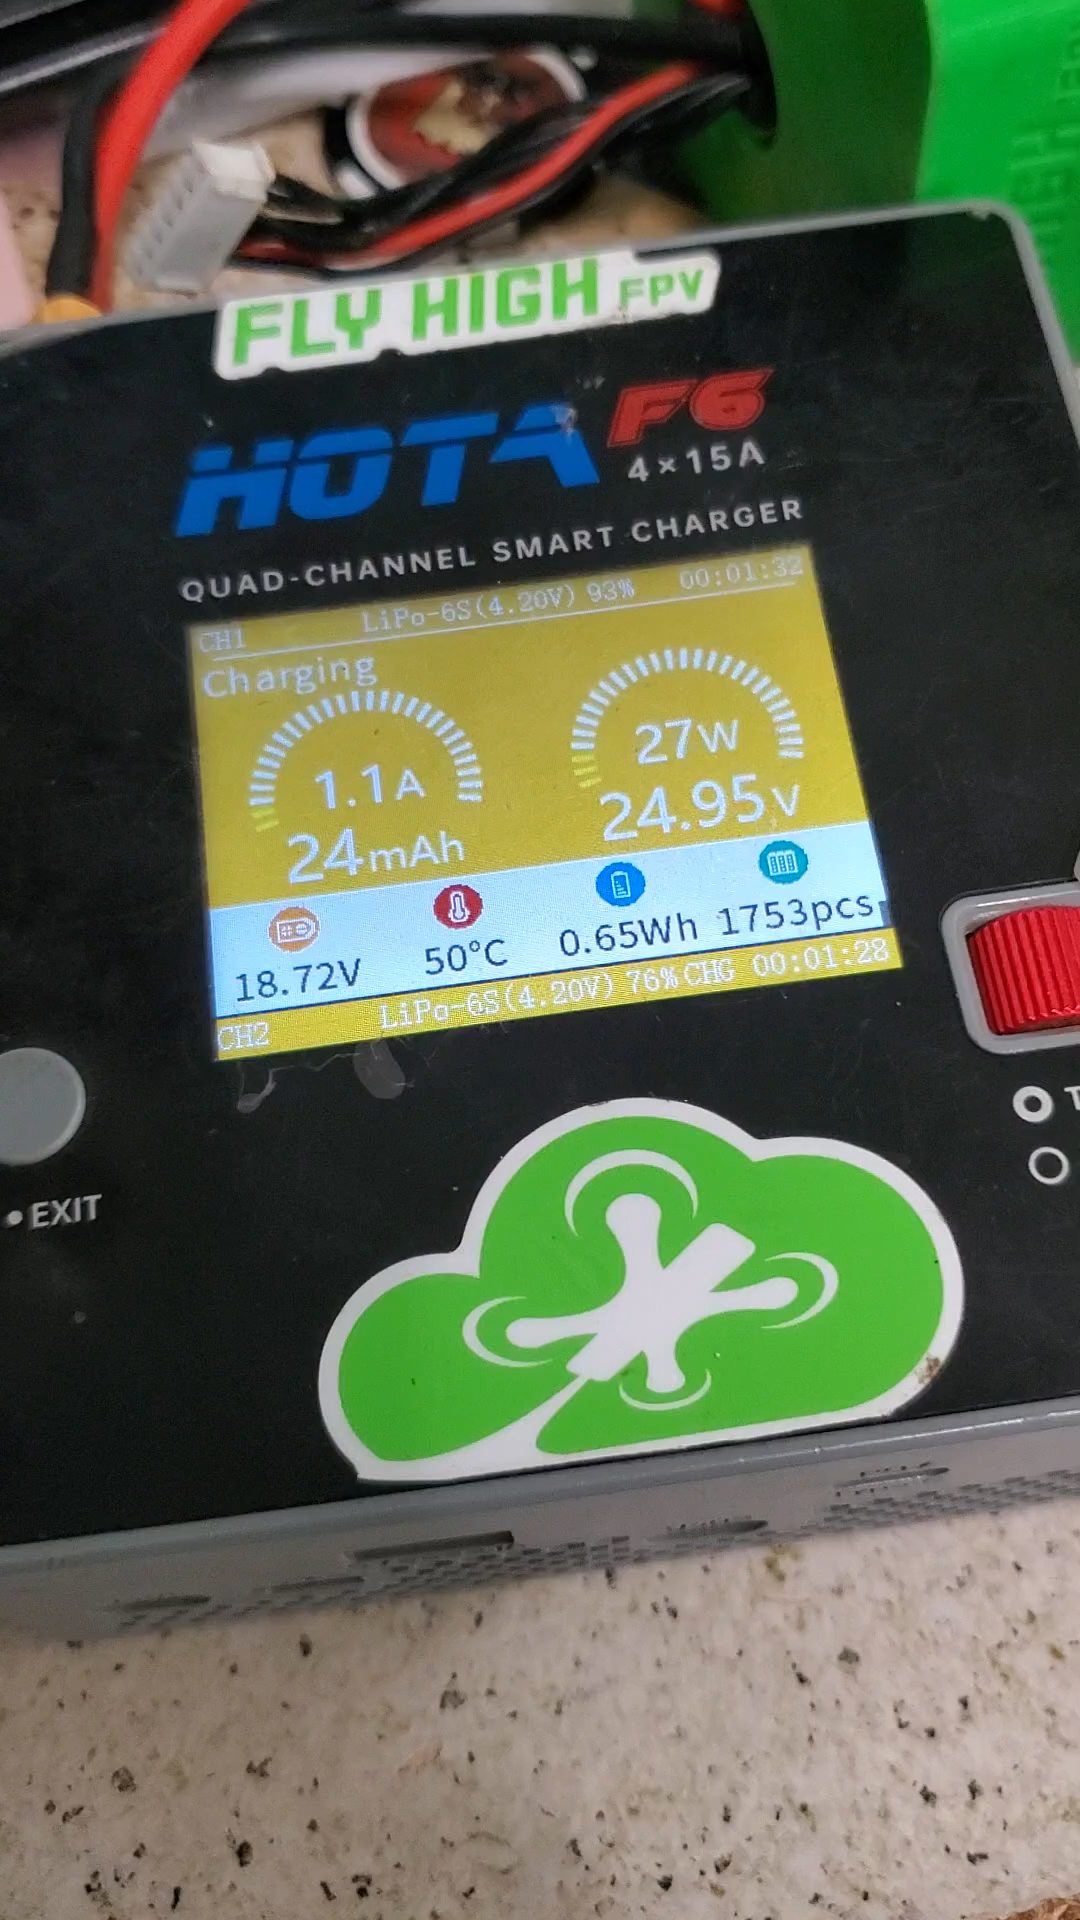 FLY HIGH FPV
HOTA F6
4×15A
QUAD-CHANNEL SMART CHARGER
CH1 LiPo-6S(4.20V) 93% 00:01:32
Charging
1.1A 27W
24mAh 24.95V
18.72V 50°C 0.65Wh 1753pcs
CH2 LiPo-6S(4.20V) 76% CHG 00:01:28
• EXIT